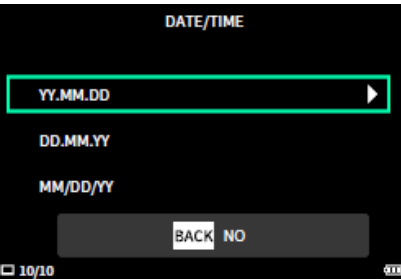 DATE/TIME
YY.MM.DD
DD.MM.YY
MM/DD/YY
BACK NO
10/10